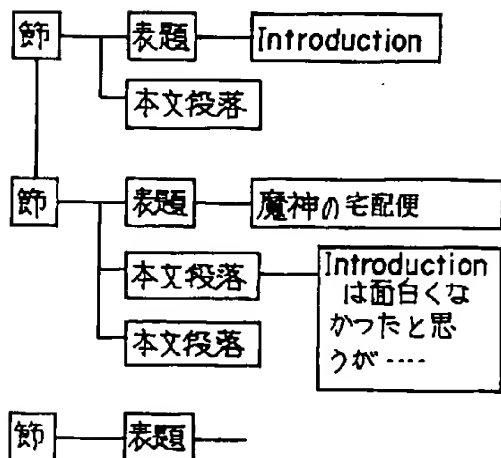 節 表題 Introduction
本文段落
節 表題 魔神の宅配便
本文段落 Introduction
は面白くな
かつたと思
うが‥‥
本文段落
節 表題